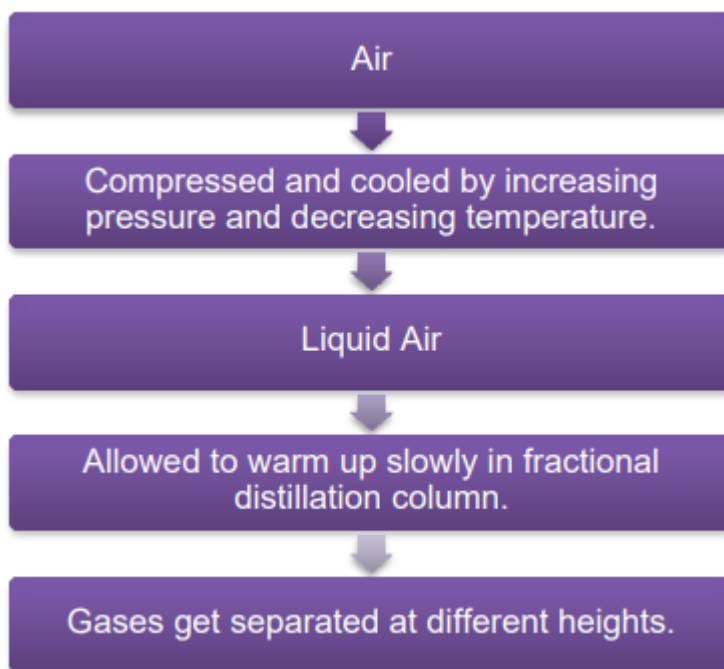 Air
Compressed and cooled by increasing
pressure and decreasing temperature.
Liquid Air
Allowed to warm up slowly in fractional
distillation column.
Gases get separated at different heights.